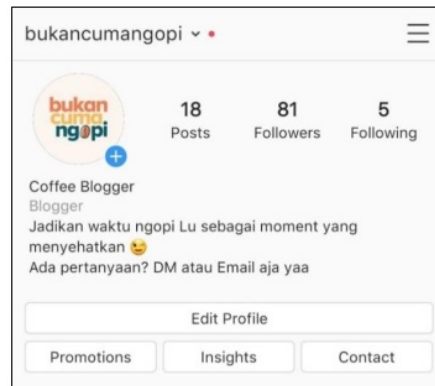 bukancumangopi
bukan
cuma
ngopi
18
81
5
Posts
Followers
Following
Coffee Blogger
Blogger
Jadikan waktu ngopi Lu sebagai moment yang
menyehatkan 😉
Ada pertanyaan? DM atau Email aja yaa
Edit Profile
Promotions
Insights
Contact